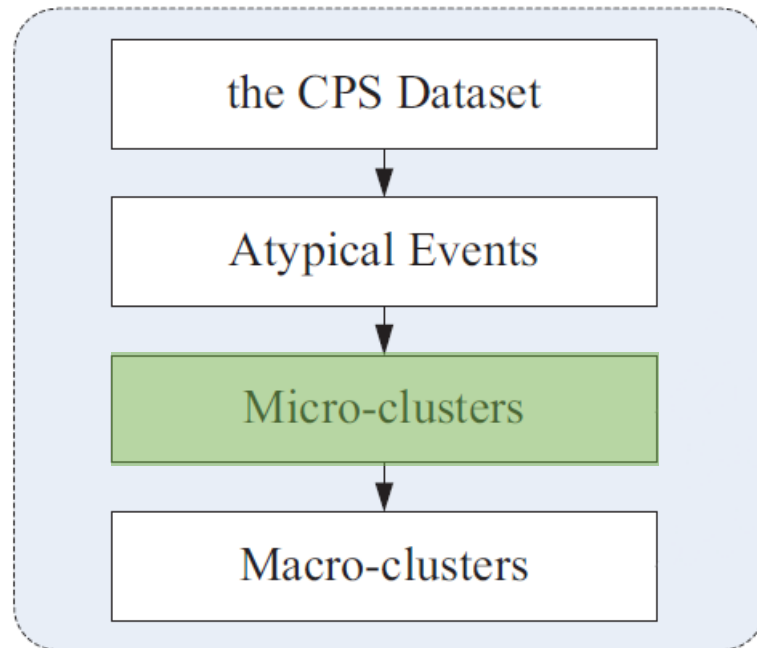 the CPS Dataset
Atypical Events
Micro-clusters
Macro-clusters